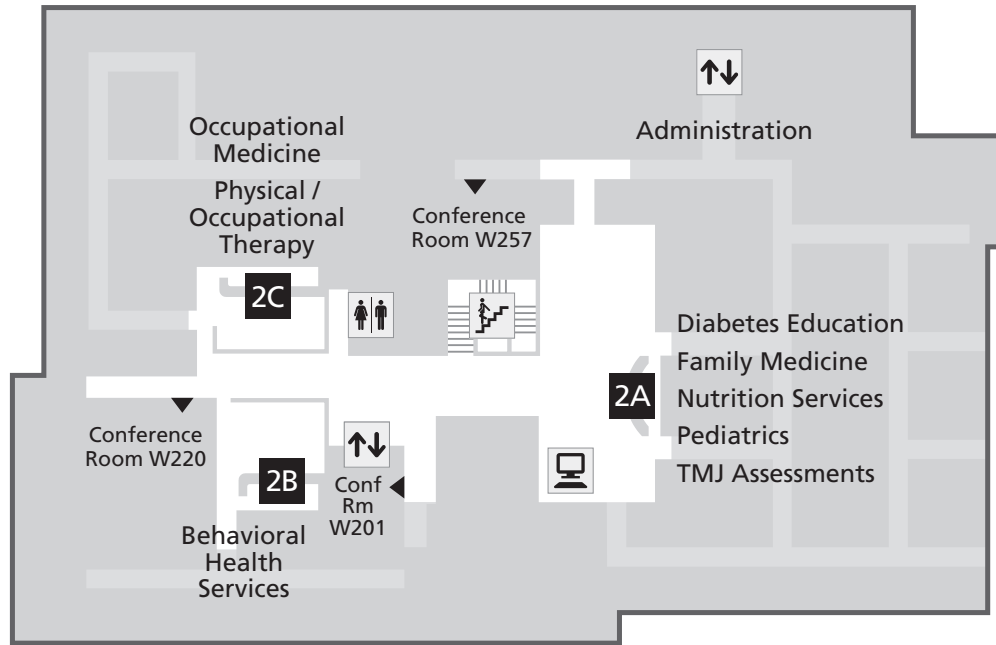 Occupational
Medicine
Physical /
Occupational
Therapy
2C
Administration
Conference
Room W257
Diabetes Education
Family Medicine
2A
Nutrition Services
Pediatrics
TMJ Assessments
Conference
Room W220
2B
Conf
Rm
W201
Behavioral
Health
Services